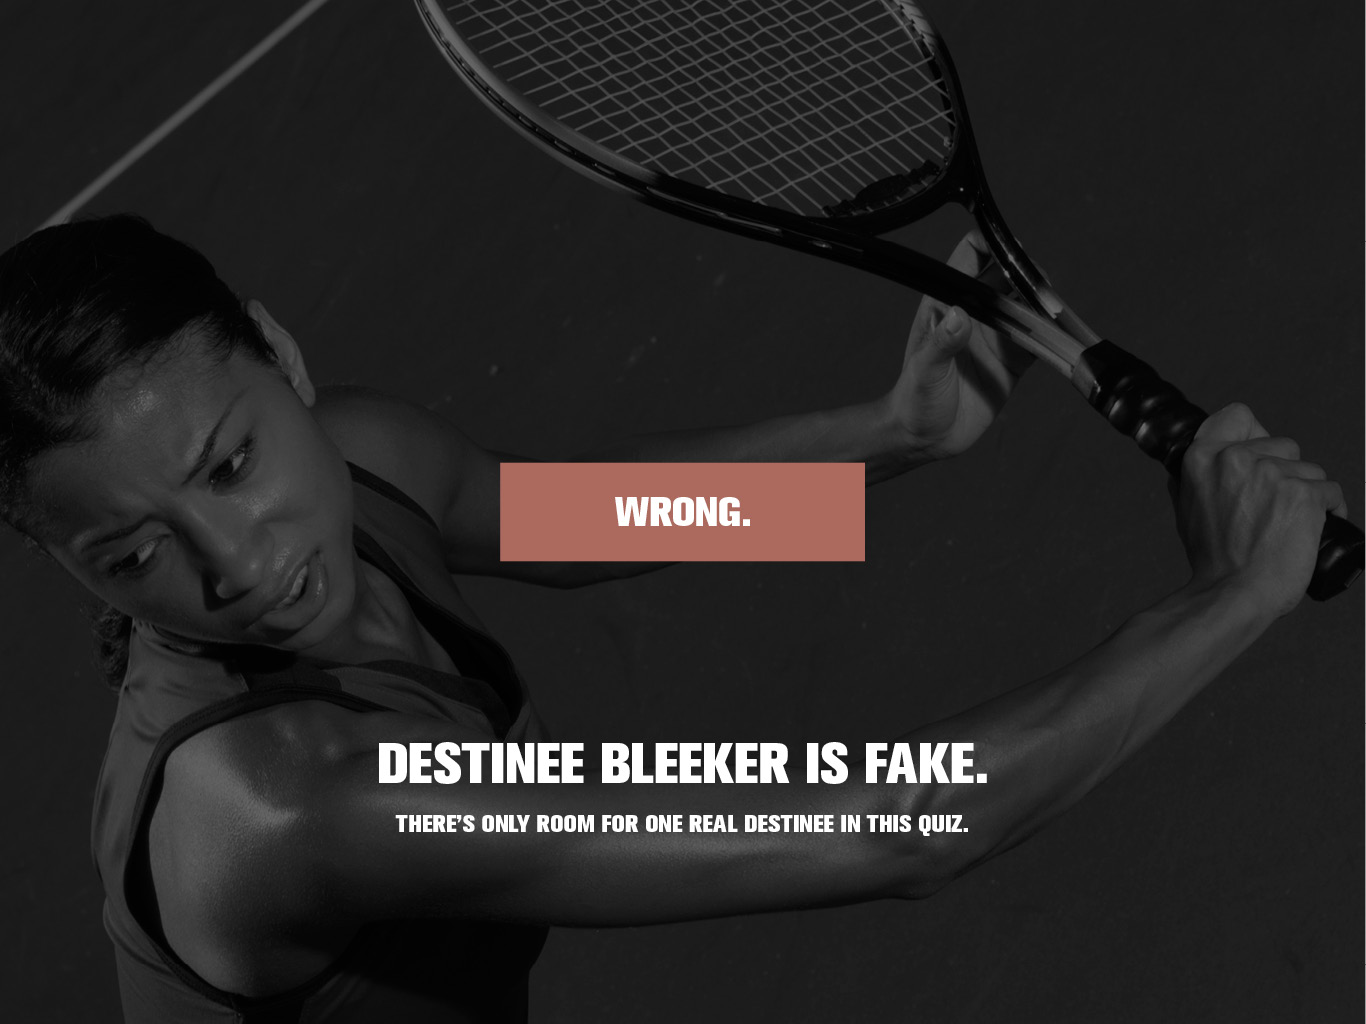 WRONG.
DESTINEE BLEEKER IS FAKE.
THERE’S ONLY ROOM FOR ONE REAL DESTINEE IN THIS QUIZ.